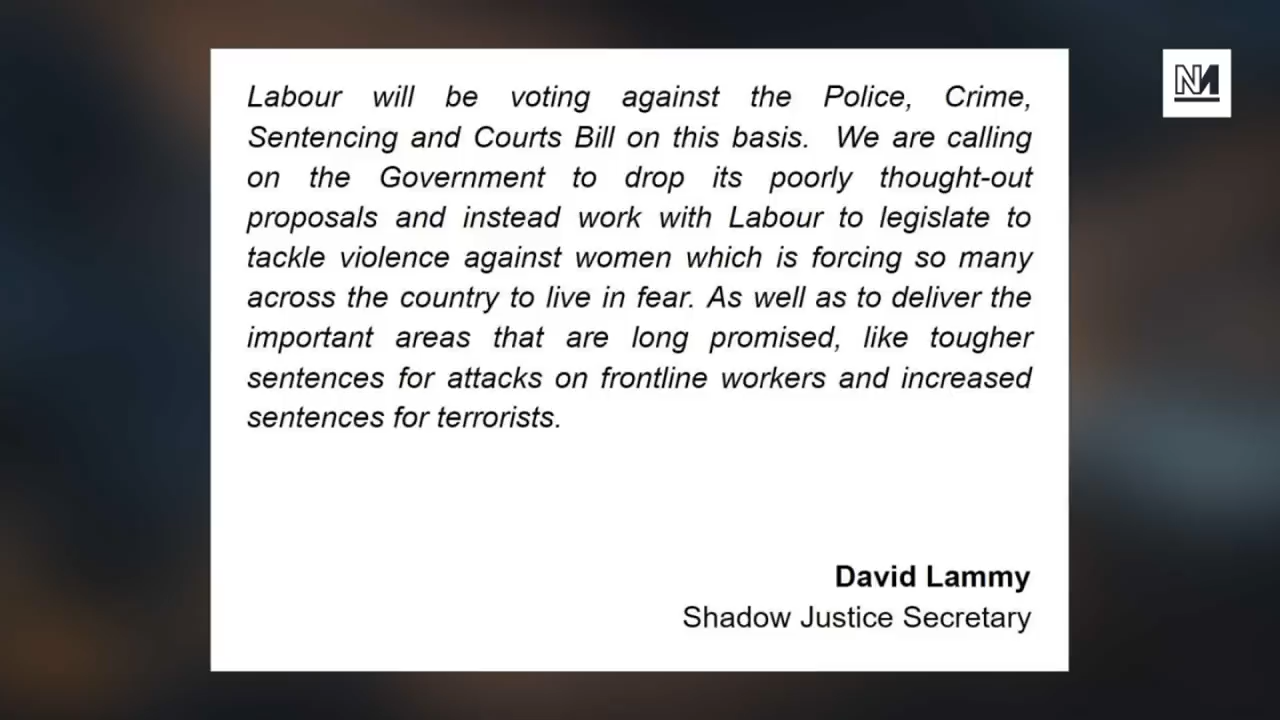 Labour will be voting against the Police, Crime,
Sentencing and Courts Bill on this basis. We are calling
on the Government to drop its poorly thought-out
proposals and instead work with Labour to legislate to
tackle violence against women which is forcing so many
across the country to live in fear. As well as to deliver the
important areas that are long promised, like tougher
sentences for attacks on frontline workers and increased
sentences for terrorists.
David Lammy
Shadow Justice Secretary
NM